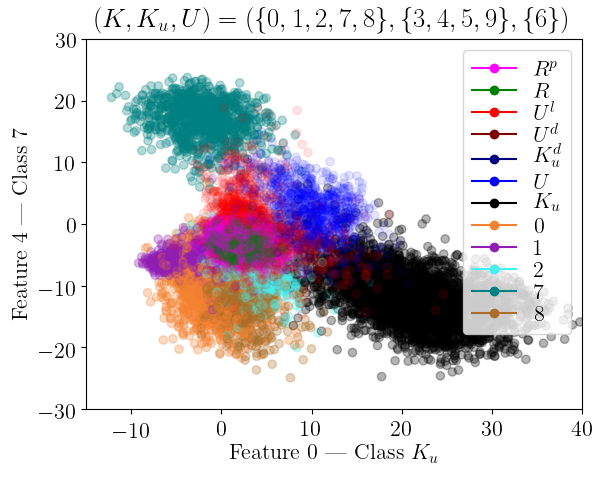 (K, K_u, U) = ({0, 1, 2, 7, 8}, {3, 4, 5, 9}, {6})
30
20
10
0
−10
−20
−30
Feature 4 — Class 7
R^p
R
U^l
U^d
K_u^d
U
K_u
0
1
2
7
8
−10
0
10
20
30
40
Feature 0 — Class K_u